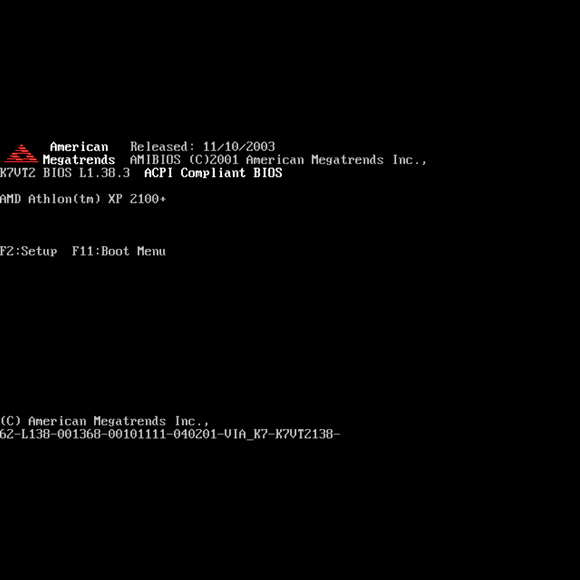 American Released: 11/10/2003
Megatrends AMIBIOS (C)2001 American Megatrends Inc.,
K7VT2 BIOS L1.38.3 ACPI Compliant BIOS
AMD Athlon(tm) XP 2100+
F2:Setup F11:Boot Menu
(C) American Megatrends Inc.,
62-L138-001368-00101111-040201-VIA_K7-K7VT2138-